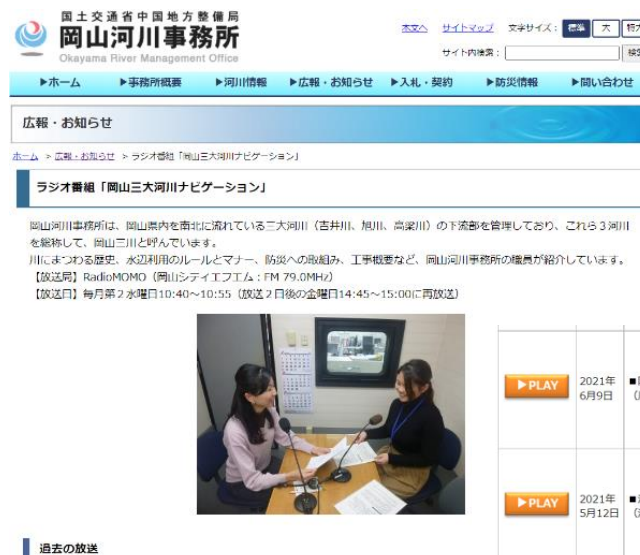 国土交通省中国地方整備局
岡山河川事務所
Okayama River Management Office
本文へ サイトマップ 文字サイズ： 標準 大
サイト内検索：
▶ホーム ▶事務所概要 ▶河川情報 ▶広報・お知らせ ▶入札・契約 ▶防災情報 ▶問い合わせ
広報・お知らせ
ホーム > 広報・お知らせ > ラジオ番組「岡山三大河川ナビゲーション」
ラジオ番組「岡山三大河川ナビゲーション」
岡山河川事務所は、岡山県内を南北に流れている三大河川（吉井川、旭川、高梁川）の下流部を管理しており、これら３河川
を総称して、岡山三川と呼んでいます。
川にまつわる歴史、水辺利用のルールとマナー、防災への取組み、工事概要など、岡山河川事務所の職員が紹介しています。
【放送局】RadioMOMO（岡山シティエフエム：FM 79.0MHz）
【放送日】毎月第２水曜日10:40～10:55（放送２日後の金曜日14:45～15:00に再放送）
▶PLAY 2021年
6月9日
▶PLAY 2021年
5月12日
過去の放送